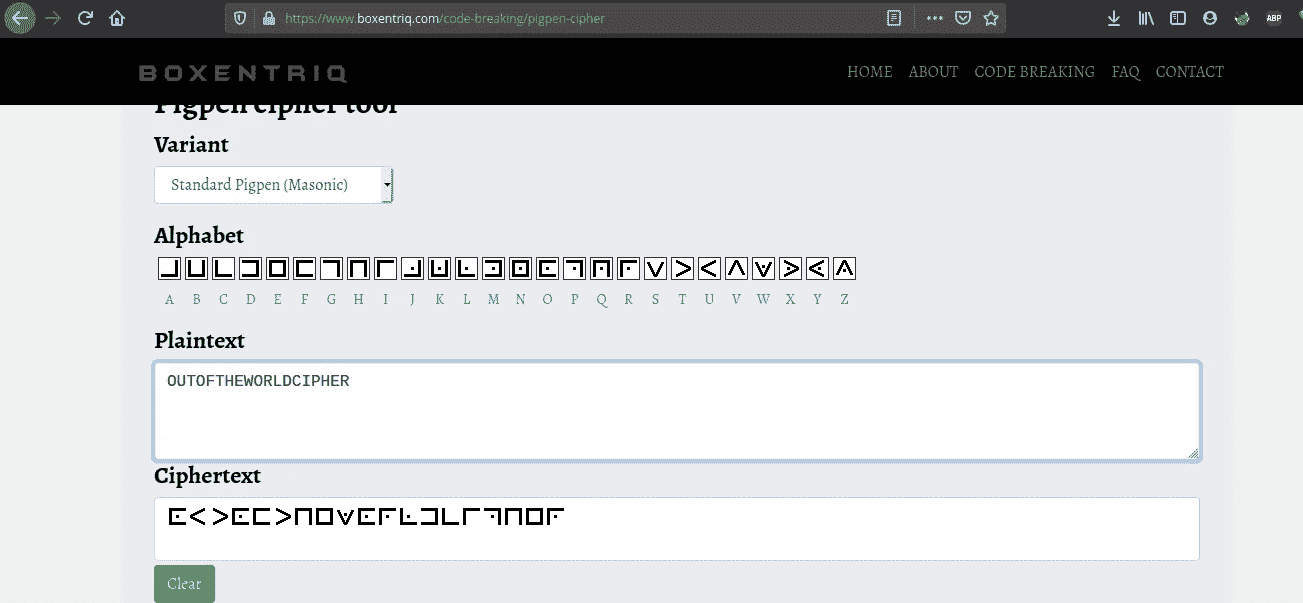 https://www.boxentriq.com/code-breaking/pigpen-cipher
ABP
BOXENTRIQ
HOME ABOUT CODE BREAKING FAQ CONTACT
Pigpen cipher tool
Variant
Standard Pigpen (Masonic)
Alphabet
A B C D E F G H I J K L M N O P Q R S T U V W X Y Z
Plaintext
OUTOFTHEWORLDCIPHER
Ciphertext
Clear